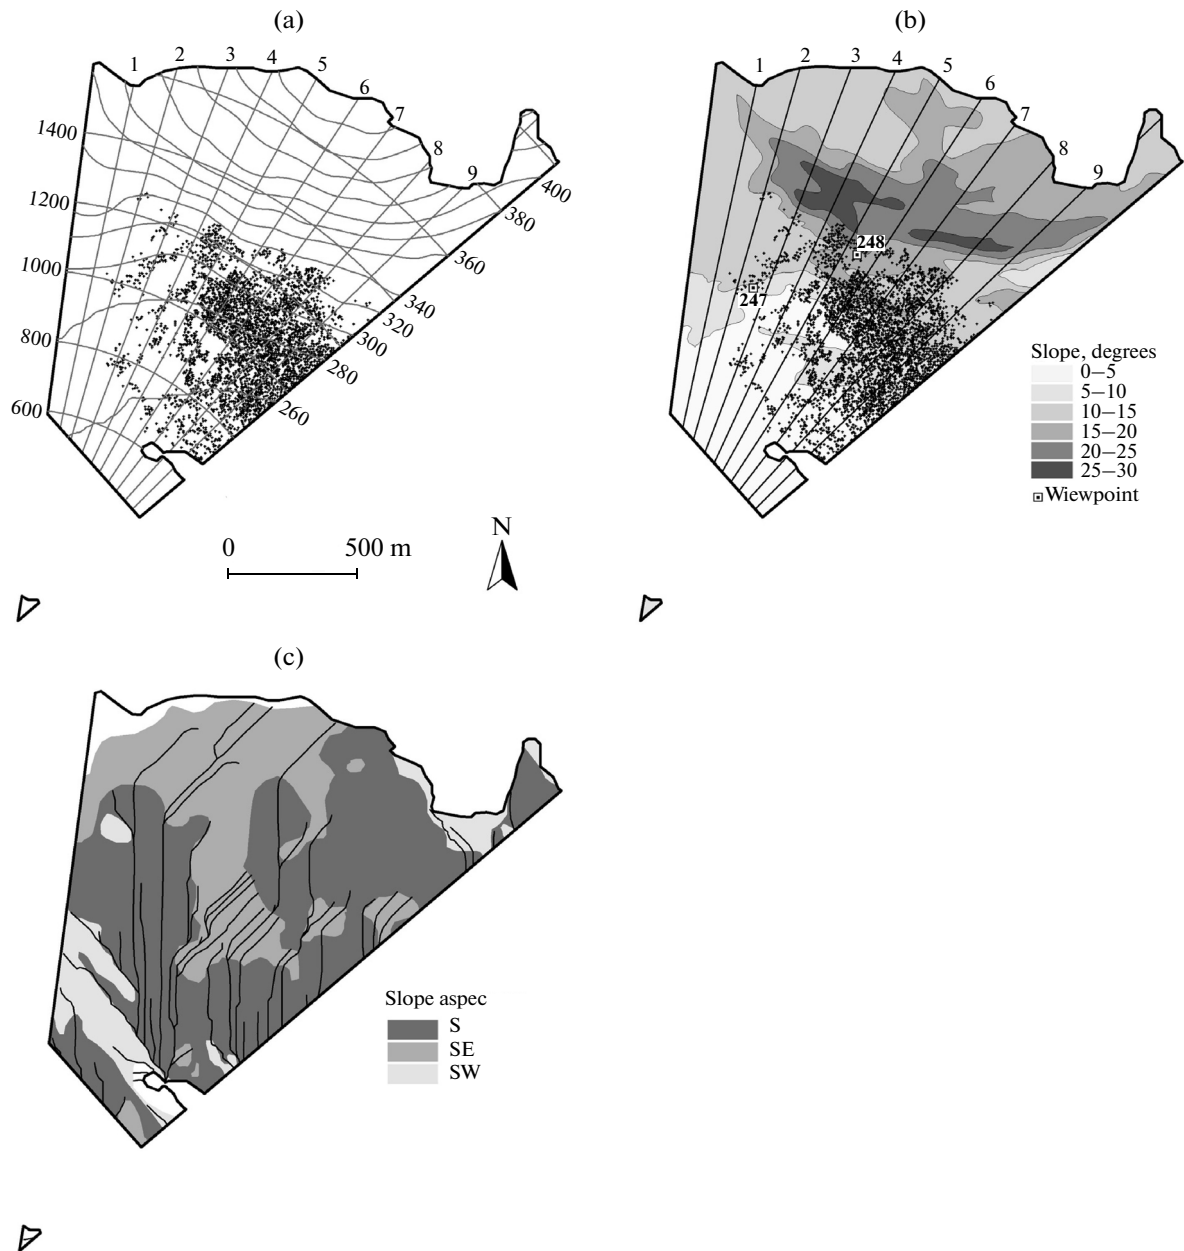 (a)
1 2 3 4 5 6 7 8 9
1400
1200
1000
800
600
400
380
360
340
320
300
280
260
0 500 m
N
(b)
1 2 3 4 5 6 7 8 9
248
247
Slope, degrees
0–5
5–10
10–15
15–20
20–25
25–30
Wiewpoint
(c)
Slope aspec
S
SE
SW